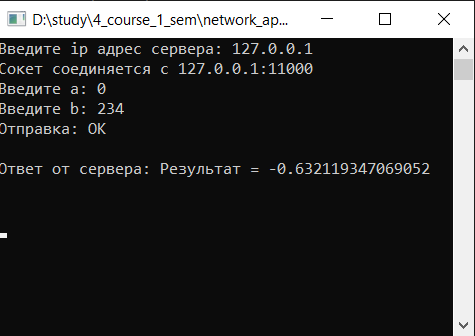 D:\study\4_course_1_sem\network_ap...
Введите ip адрес сервера: 127.0.0.1
Сокет соединяется с 127.0.0.1:11000
Введите a: 0
Введите b: 234
Отправка: OK
Ответ от сервера: Результат = -0.632119347069052